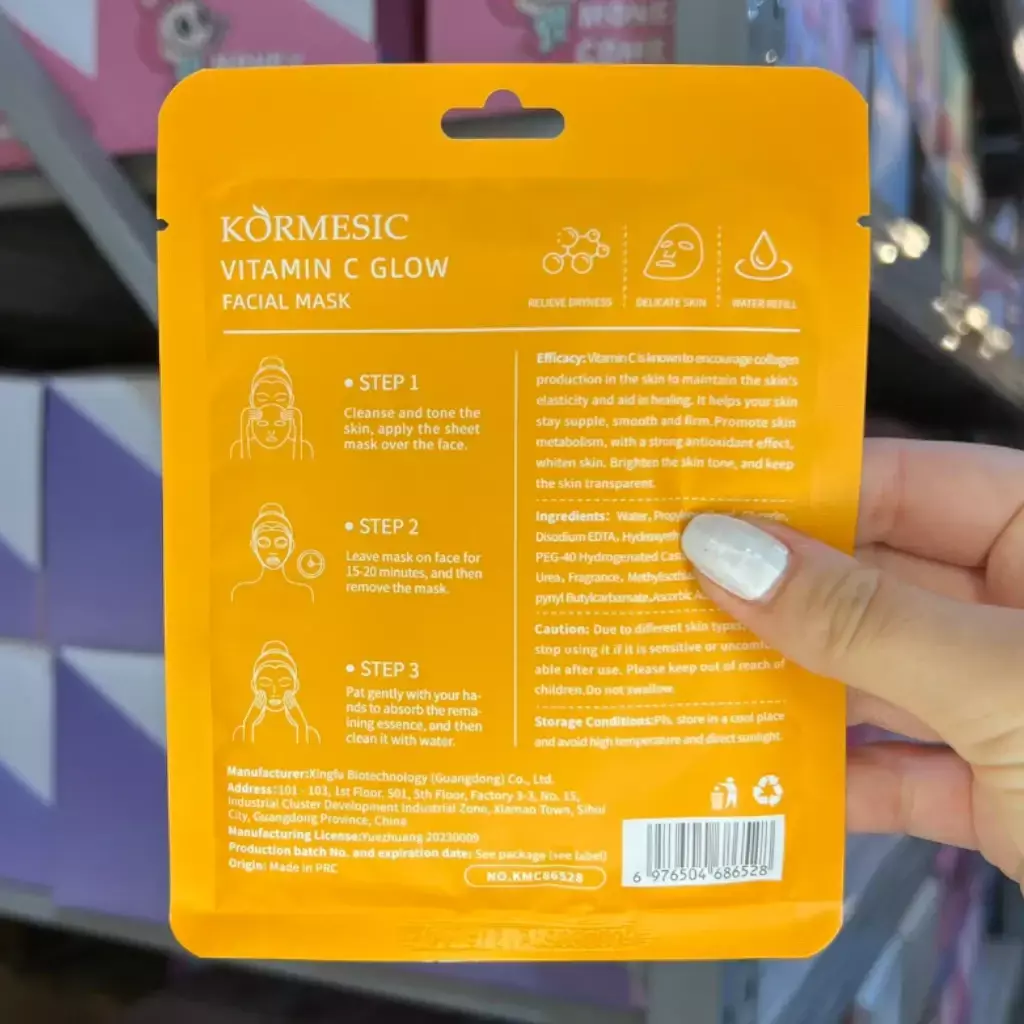 KORMESIC
VITAMIN C GLOW
FACIAL MASK
RELIEVE DRYNESS
DELICATE SKIN
WATER REFILL
• STEP 1
Cleanse and tone the
skin, apply the sheet
mask over the face.
• STEP 2
Leave mask on face for
15-20 minutes, and then
remove the mask.
• STEP 3
Pat gently with your ha-
nds to absorb the rema-
ining essence, and then
clean it with water.
Efficacy: Vitamin C is known to encourage collagen
production in the skin to maintain the skin's
elasticity and aid in healing. It helps your skin
stay supple, smooth and firm. Promote skin
metabolism, with a strong antioxidant effect,
whiten skin. Brighten the skin tone, and keep
the skin transparent.
Ingredients: Water, Glycerin,
Disodium EDTA,
PEG-40 Hydrogenated
Urea, Fragrance,
pynyl Butylcarbamate, Ascorbic
Caution: Due to different skin types,
stop using it if it is sensitive or uncomfort-
able after use. Please keep out of reach of
children. Do not swallow.
Storage Conditions: Pls, store in a cool place
and avoid high temperature and direct sunlight.
Manufacturer: Xingfu Biotechnology (Guangdong) Co., Ltd.
Address: 101 - 103, 1st Floor, 501, 5th Floor, Factory 3-3, No. 15,
Industrial Cluster Development Industrial Zone, Xiamao Town, Sihui
City, Guangdong Province, China
Manufacturing License: Yuezhuang 20230009
Production batch No. and expiration date: See package (see label)
Origin: Made in PRC
NO.KMC86528
6 976504 686528